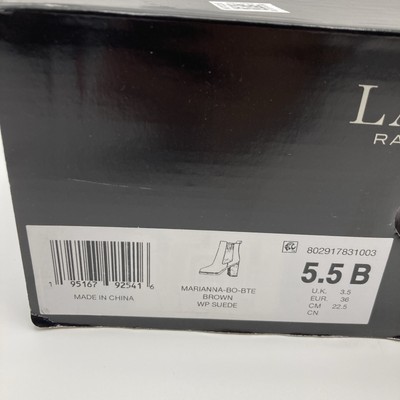 LA
RA
802917831003
5.5 B
U.K. 3.5
EUR. 36
CM 22.5
CN
MARIANNA-BO-BTE
BROWN
WP SUEDE
1 95167 92541 6
MADE IN CHINA